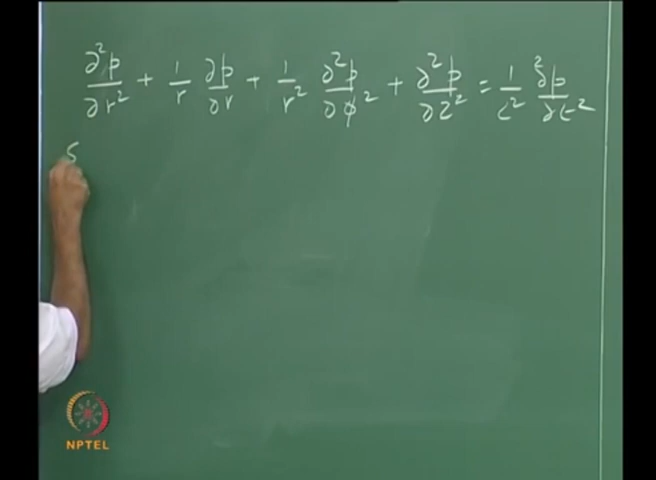 ∂²p/∂r² + 1/r ∂p/∂r + 1/r² ∂²p/∂ϕ² + ∂²p/∂z² = 1/c² ∂²p/∂t²
S
NPTEL